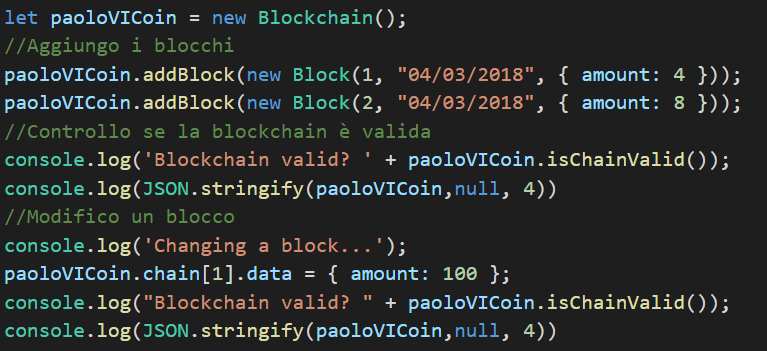 let paoloVICoin = new Blockchain();
//Aggiungo i blocchi
paoloVICoin.addBlock(new Block(1, "04/03/2018", { amount: 4 }));
paoloVICoin.addBlock(new Block(2, "04/03/2018", { amount: 8 }));
//Controllo se la blockchain è valida
console.log('Blockchain valid? ' + paoloVICoin.isChainValid());
console.log(JSON.stringify(paoloVICoin,null, 4))
//Modifico un blocco
console.log('Changing a block...');
paoloVICoin.chain[1].data = { amount: 100 };
console.log("Blockchain valid? " + paoloVICoin.isChainValid());
console.log(JSON.stringify(paoloVICoin,null, 4))